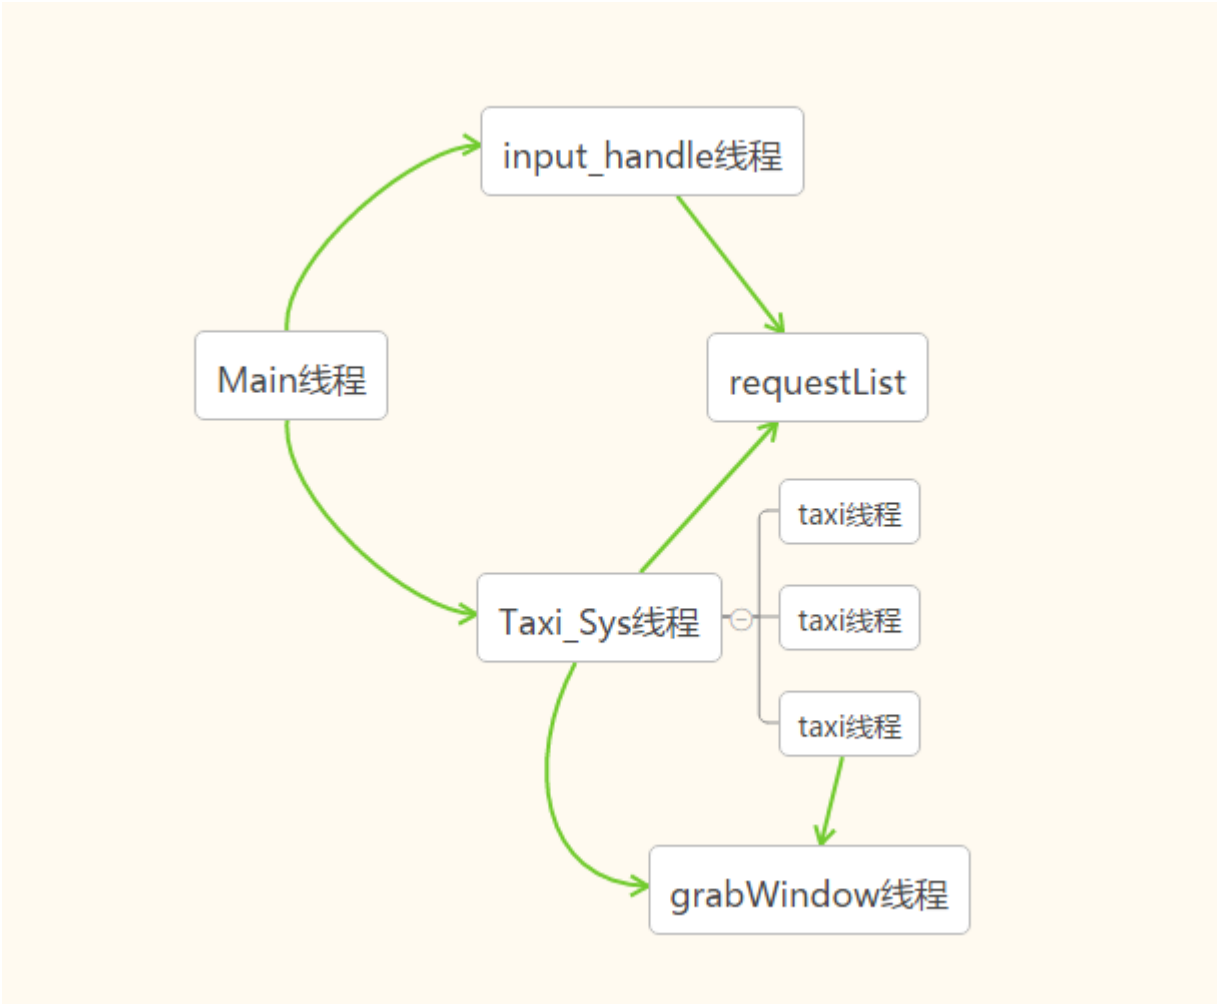 input_handle线程
Main线程
requestList
taxi线程
Taxi_Sys线程
taxi线程
taxi线程
grabWindow线程